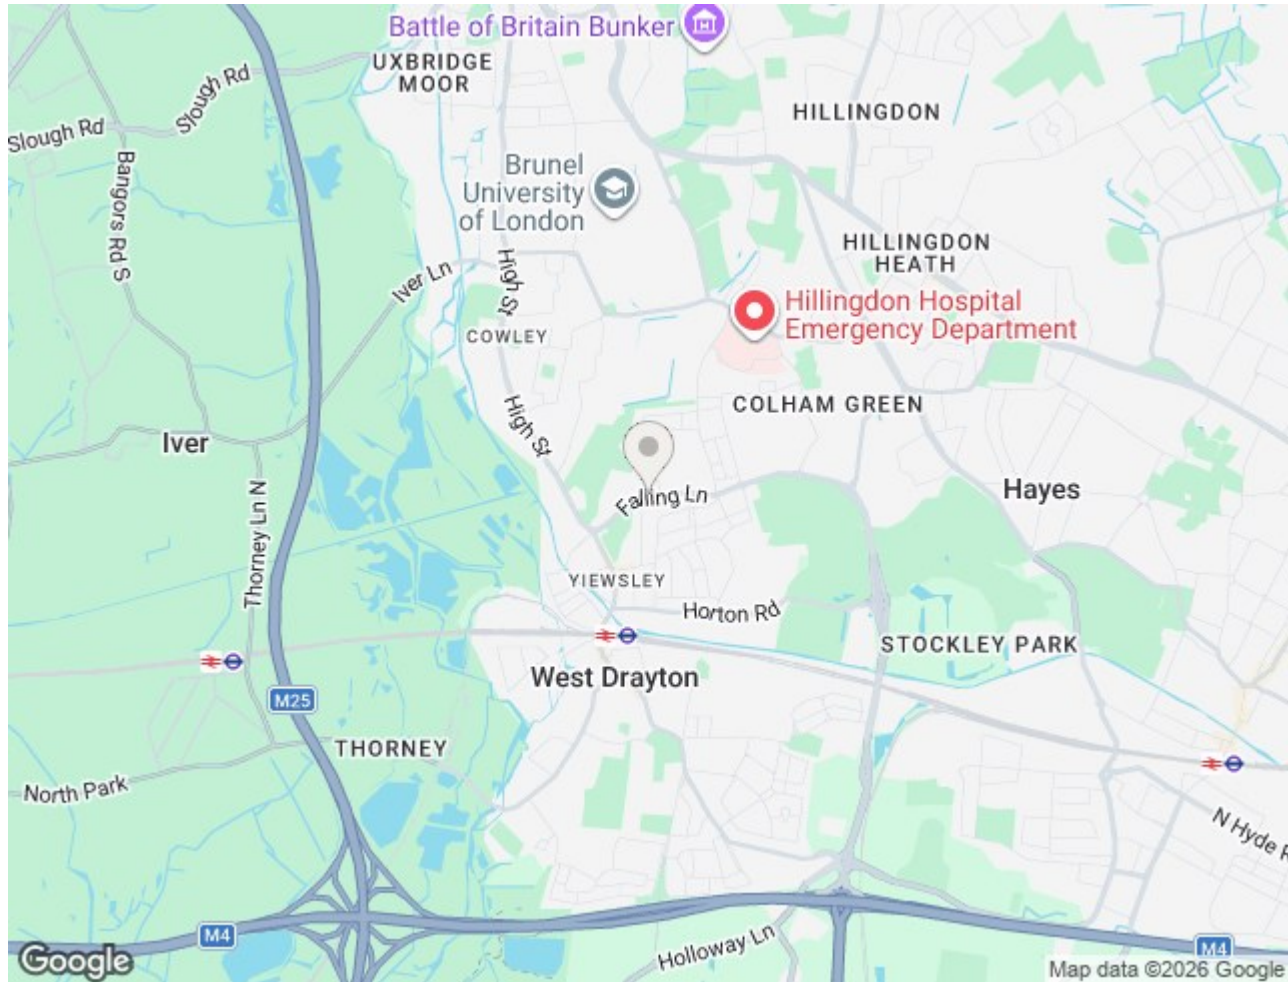 Battle of Britain Bunker
UXBRIDGE
MOOR
Slough Rd
Slough Rd
HILLINGDON
Bangors Rd S
Brunel
University
of London
High St
Iver Ln
HILLINGDON
HEATH
Hillingdon Hospital
Emergency Department
COWLEY
COLHAM GREEN
High St
Iver
Hayes
Falling Ln
Thorney Ln N
YIEWSLEY
Horton Rd
STOCKLEY PARK
West Drayton
M25
THORNEY
North Park
N Hyde R
M4
Holloway Ln
M4
Google
Map data ©2026 Google